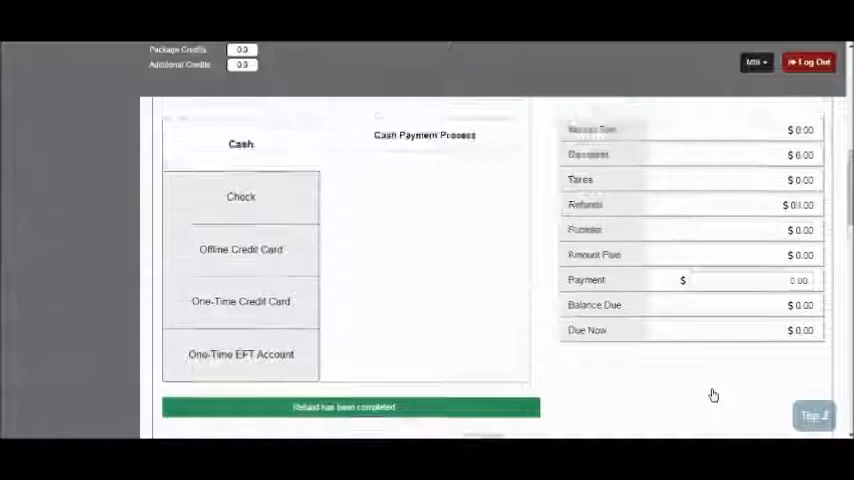 Package Credits: 0.0
Additional Credits: 0.0
Log Out
Cash
Check
Offline Credit Card
One-Time Credit Card
One-Time EFT Account
Cash Payment Process
$ 0.00
Discounts $ 0.00
Taxes $ 0.00
Refunds
$ 0.00
Amount Paid $ 0.00
Payment $ 0.00
Balance Due $ 0.00
Due Now $ 0.00
Refund has been completed
Top